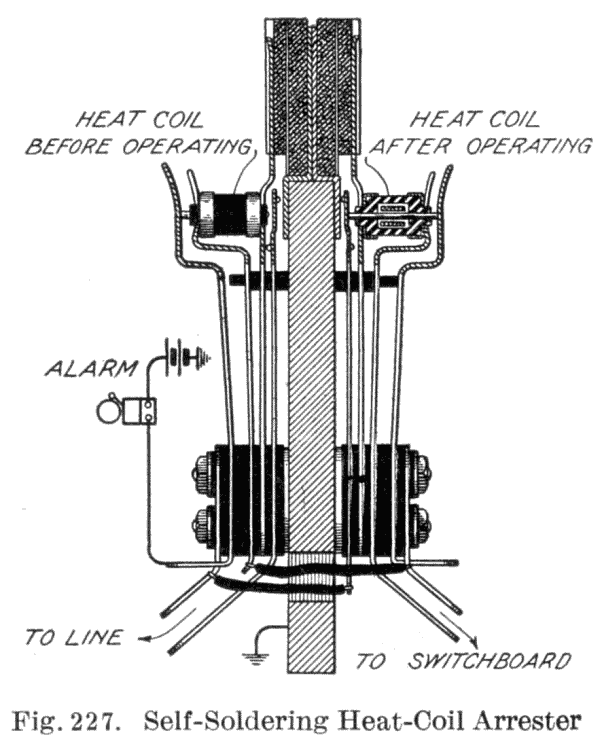 HEAT COIL
BEFORE OPERATING
HEAT COIL
AFTER OPERATING
ALARM
TO LINE
TO SWITCHBOARD
Fig. 227. Self-Soldering Heat-Coil Arrester